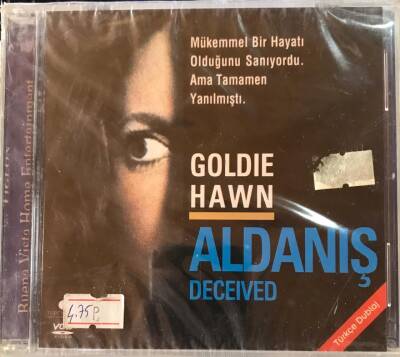 Mükemmel Bir Hayatı
Olduğunu Sanıyordu.
Ama Tamamen
Yanılmıştı.
GOLDIE
HAWN
ALDANIŞ
DECEIVED
Türkçe Dublaj
Buena Vista Home Entertainment
4.75 P.